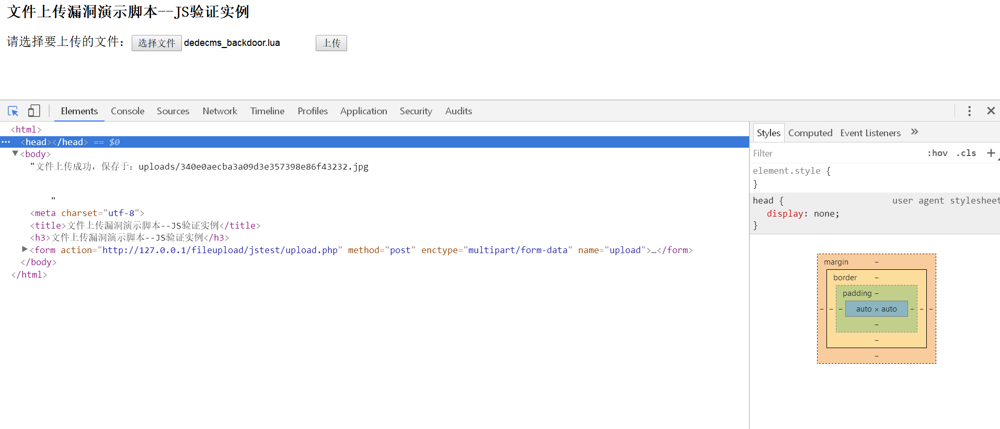 文件上传漏洞演示脚本--JS验证实例
请选择要上传的文件： 选择文件 dedecms_backdoor.lua 上传
Elements Console Sources Network Timeline Profiles Application Security Audits
<html>
<head></head> == $0
<body>
"文件上传成功，保存于：uploads/340e0aecba3a09d3e357398e86f43232.jpg
"
<meta charset="utf-8">
<title>文件上传漏洞演示脚本--JS验证实例</title>
<h3>文件上传漏洞演示脚本--JS验证实例</h3>
<form action="http://127.0.0.1/fileupload/jstest/upload.php" method="post" enctype="multipart/form-data" name="upload">…</form>
</body>
</html>
Styles Computed Event Listeners
Filter :hov .cls +
element.style {
}
head { user agent stylesheet
display: none;
}
margin –
border –
padding –
– – – auto × auto – – –
–
–
–